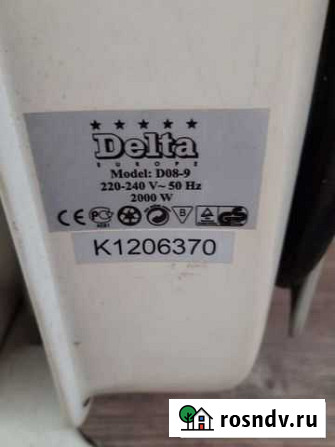 Delta
EUROPE
Model: D08-9
220-240 V~ 50 Hz
2000 W
K1206370
rosndv.ru